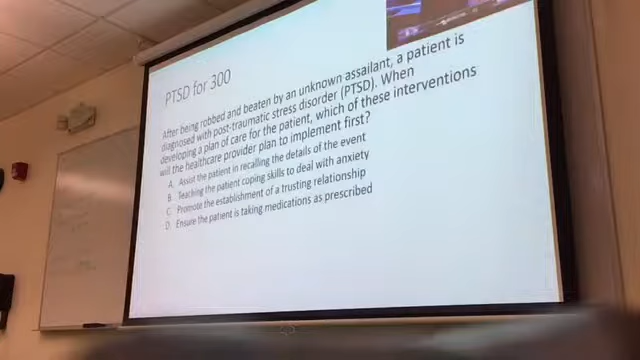 PTSD for 300
After being robbed and beaten by an unknown assailant, a patient is
diagnosed with post-traumatic stress disorder (PTSD). When
developing a plan of care for the patient, which of these interventions
will the healthcare provider plan to implement first?
A. Assist the patient in recalling the details of the event
B. Teaching the patient coping skills to deal with anxiety
C. Promote the establishment of a trusting relationship
D. Ensure the patient is taking medications as prescribed